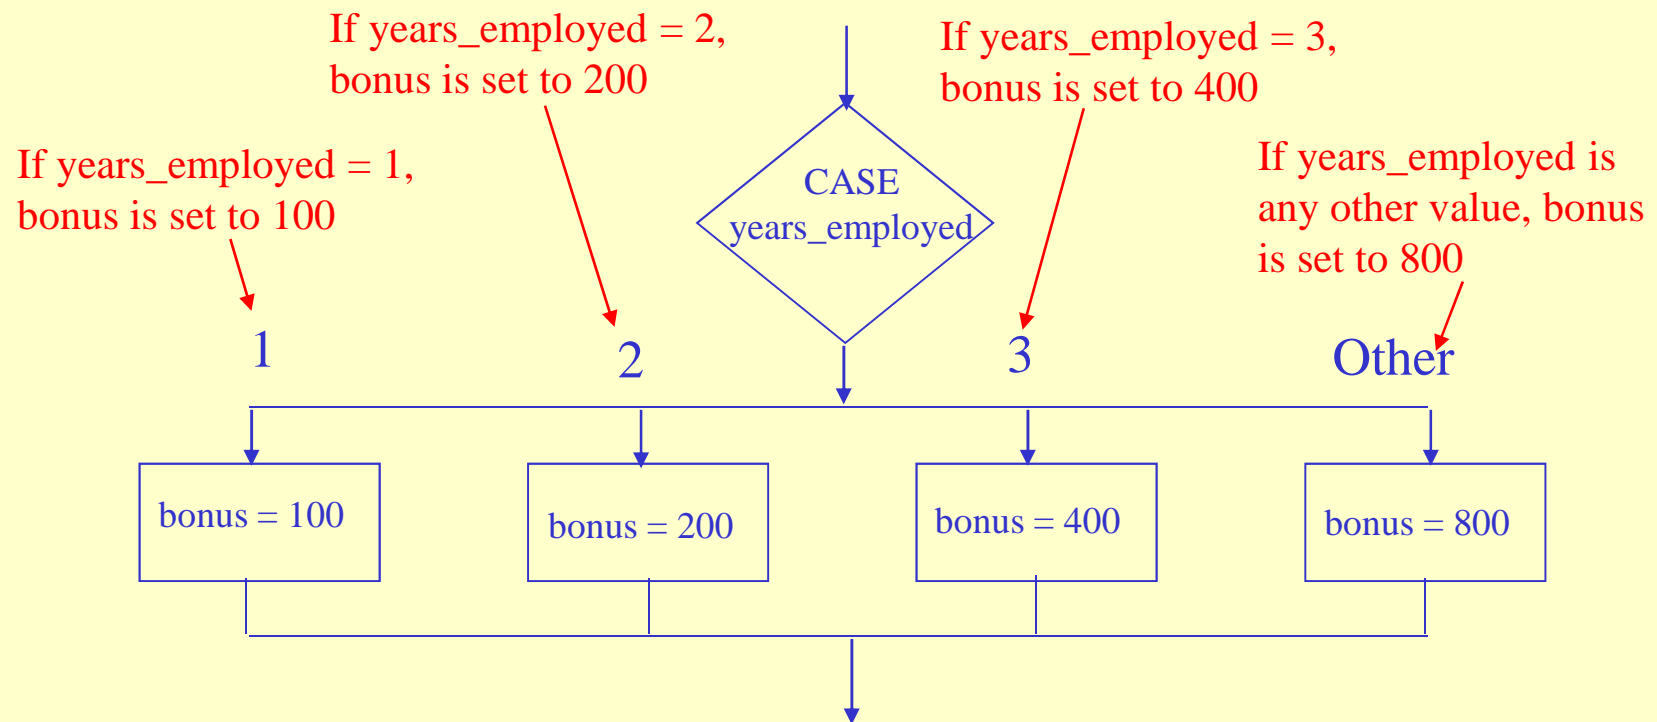 If years_employed = 2,
bonus is set to 200
If years_employed = 3,
bonus is set to 400
If years_employed = 1,
bonus is set to 100
If years_employed is
any other value, bonus
is set to 800
CASE
years_employed
1
2
3
Other
bonus = 100
bonus = 200
bonus = 400
bonus = 800